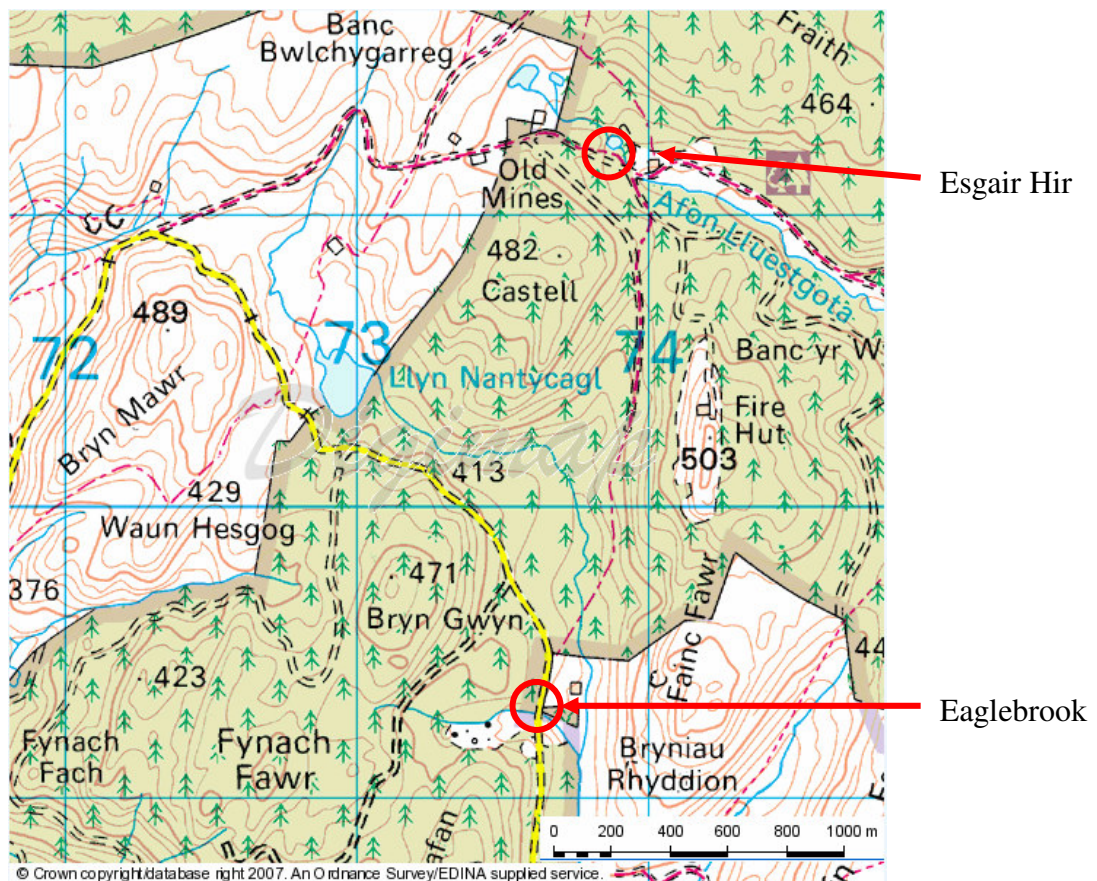 Banc
Bwlchygarreg
Fraith
464
Old
Mines
Esgair Hir
Afon Lluestgota
482
Castell
489
72
73
74
Banc yr W
Llyn Nantycagl
Bryn Mawr
Digimap
Fire
Hut
503
413
429
Waun Hesgog
376
471
Bryn Gwyn
C
Fainc Fawr
44
423
Eaglebrook
Fynach
Fach
Fynach
Fawr
Bryniau
Rhyddion
afan
0 200 400 600 800 1000 m
© Crown copyright/database right 2007. An Ordnance Survey/EDINA supplied service.